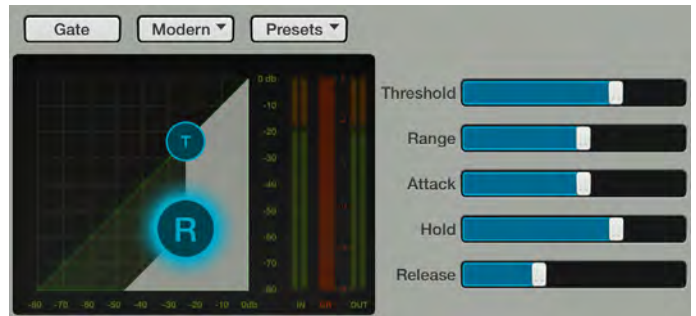 Gate Modern Presets
0 db
-10
-20
-30
-40
-50
-60
-70
-80
T
R
-80 -70 -60 -50 -40 -30 -20 -10 0db
IN GR OUT
Threshold
Range
Attack
Hold
Release